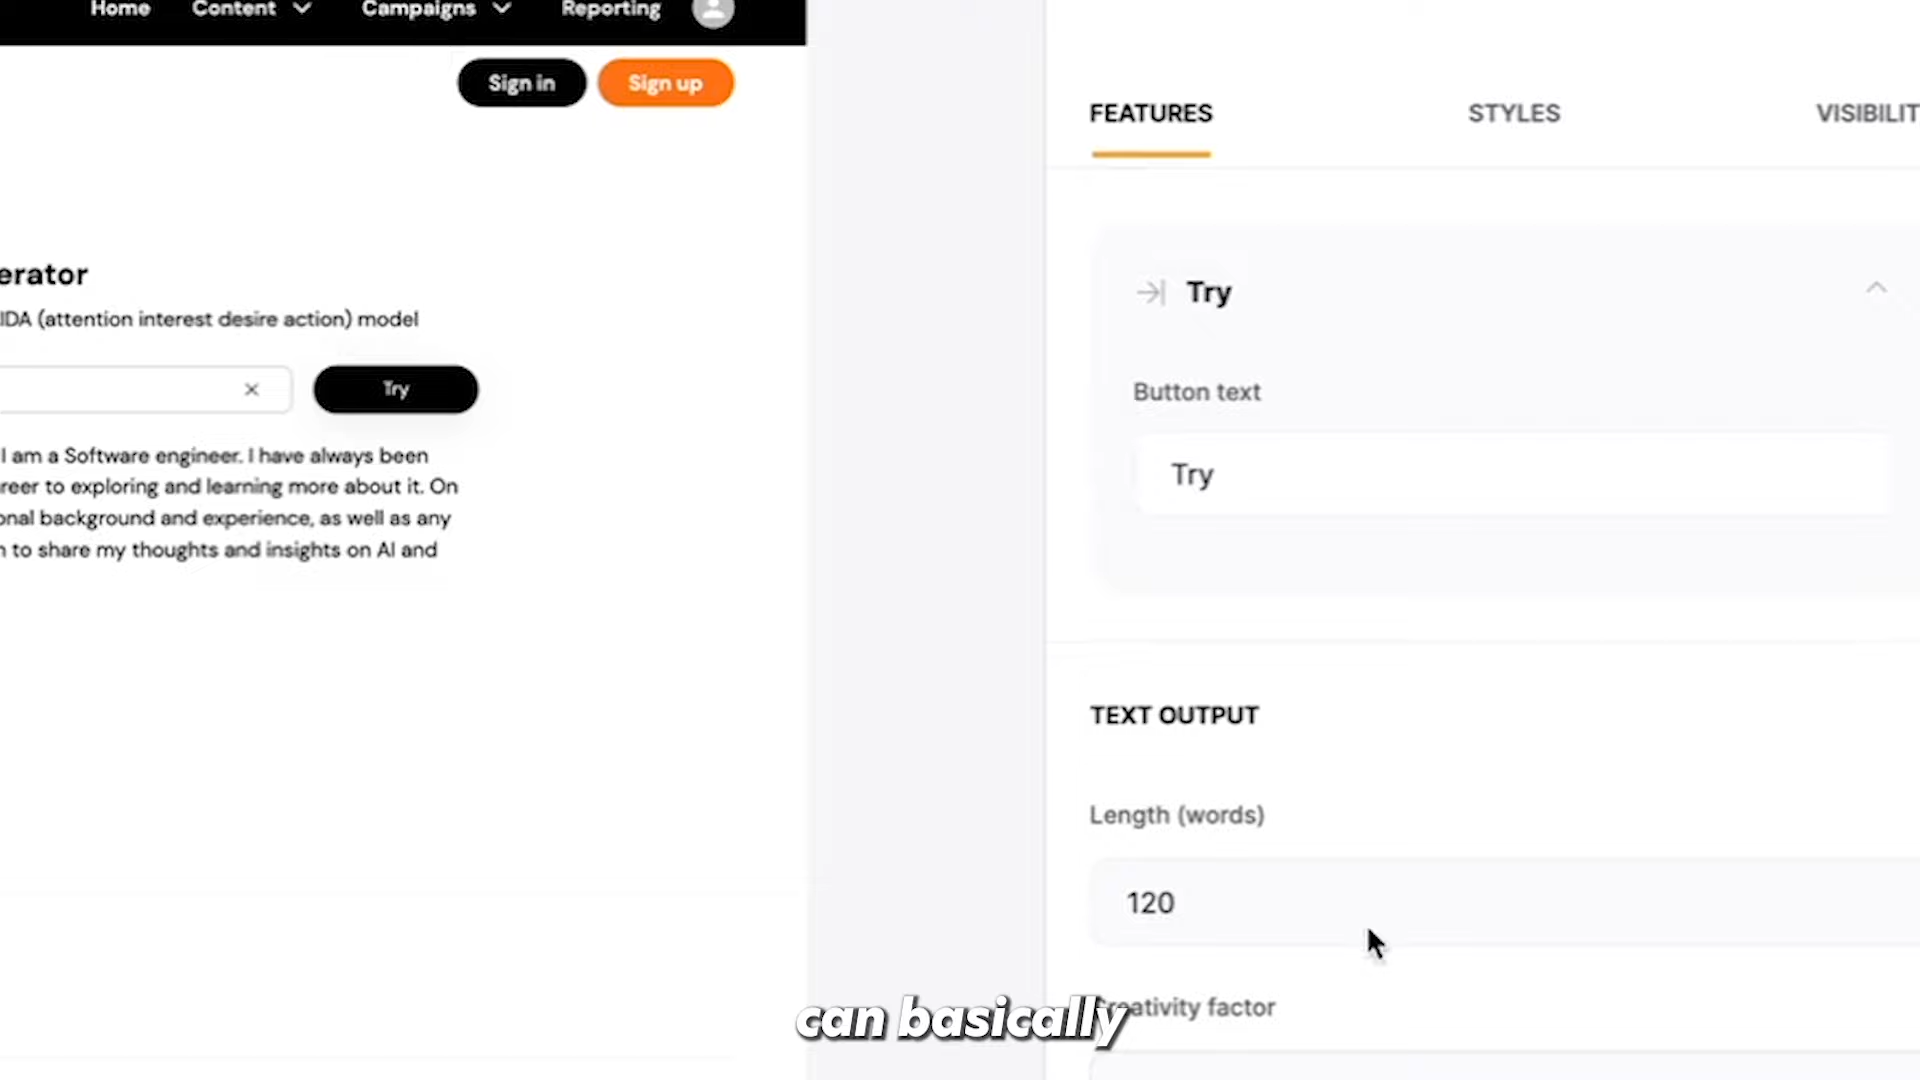 Home Content Campaigns Reporting
Sign in Sign up
erator
IDA (attention interest desire action) model
Try
I am a Software engineer. I have always been
reer to exploring and learning more about it. On
onal background and experience, as well as any
n to share my thoughts and insights on AI and
FEATURES STYLES VISIBILIT
Try
Button text
Try
TEXT OUTPUT
Length (words)
120
Creativity factor
can basically